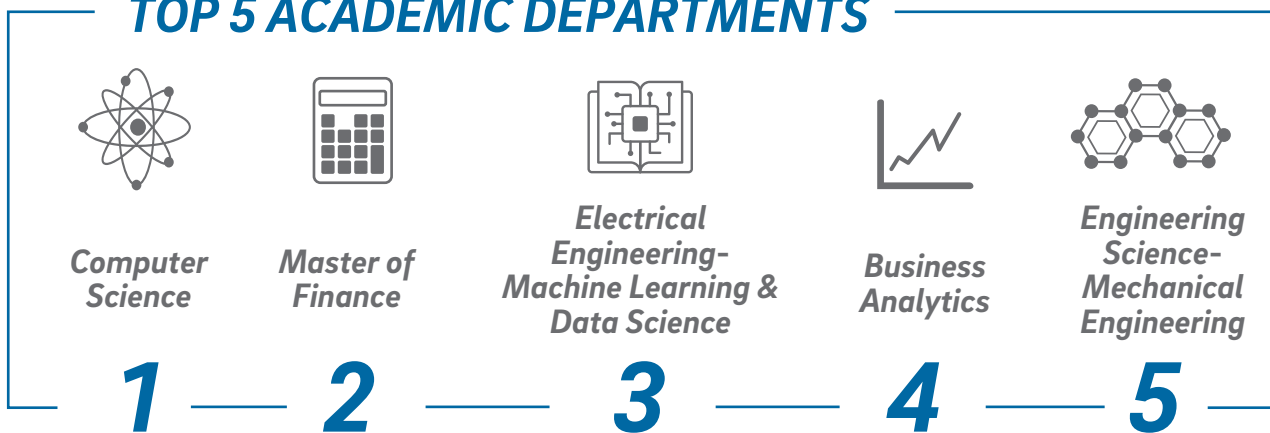 TOP 5 ACADEMIC DEPARTMENTS
Computer
Science
Master of
Finance
Electrical
Engineering-
Machine Learning &
Data Science
Business
Analytics
Engineering
Science-
Mechanical
Engineering
1
2
3
4
5